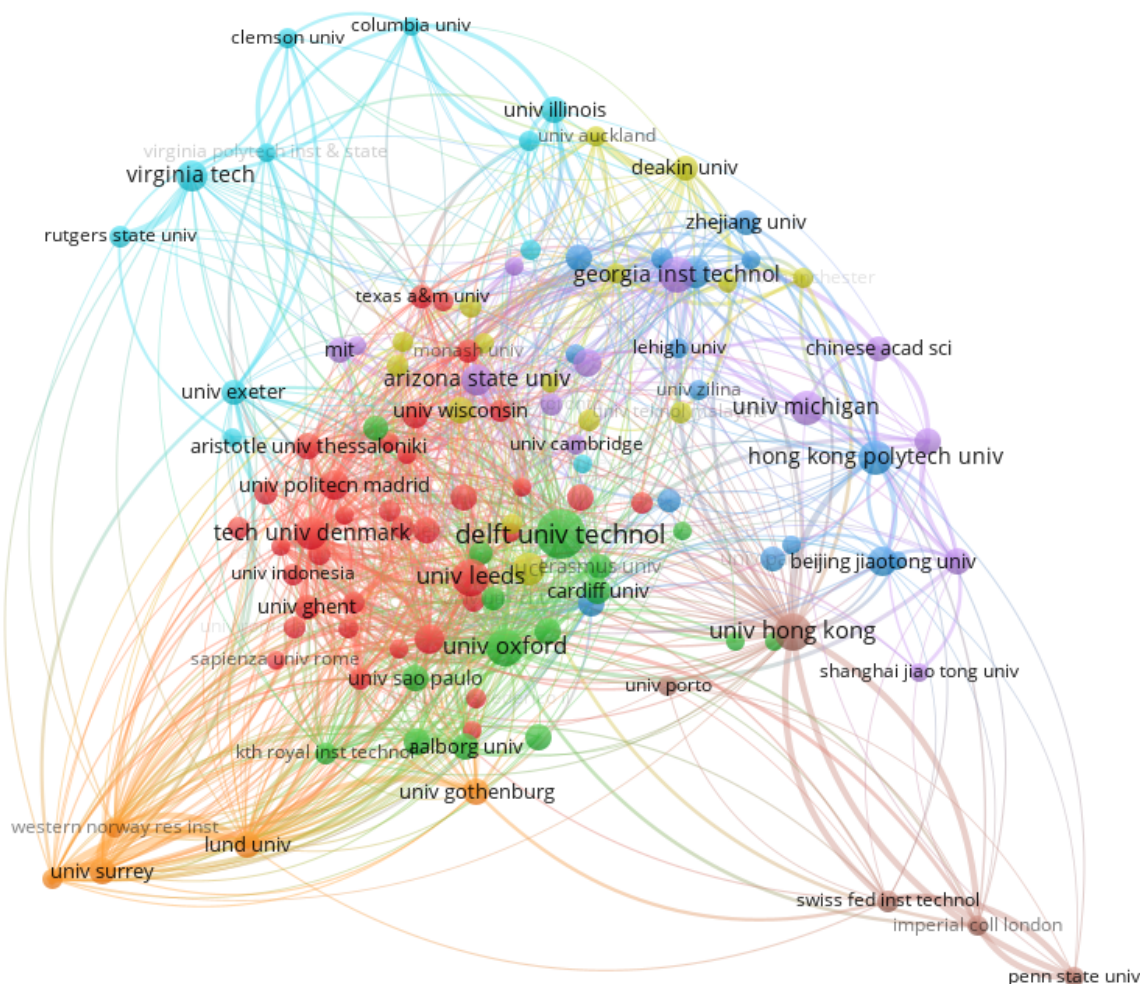 columbia univ
clemson univ
univ illinois
univ auckland
virginia polytech inst & state
deakin univ
virginia tech
zhejiang univ
rutgers state univ
georgia inst technol
texas a&m univ
mit
monash univ
lehigh univ
chinese acad sci
arizona state univ
univ exeter
univ zilina
univ wisconsin
univ michigan
aristotle univ thessaloniki
univ cambridge
hong kong polytech univ
univ politecn madrid
tech univ denmark
delft univ technol
beijing jiaotong univ
erasmus univ
univ indonesia
univ leeds
cardiff univ
univ ghent
univ hong kong
univ oxford
sapienza univ rome
shanghai jiao tong univ
univ sao paulo
univ porto
kth royal inst technol
aalborg univ
univ gothenburg
western norway res inst
lund univ
univ surrey
swiss fed inst technol
imperial coll london
penn state univ